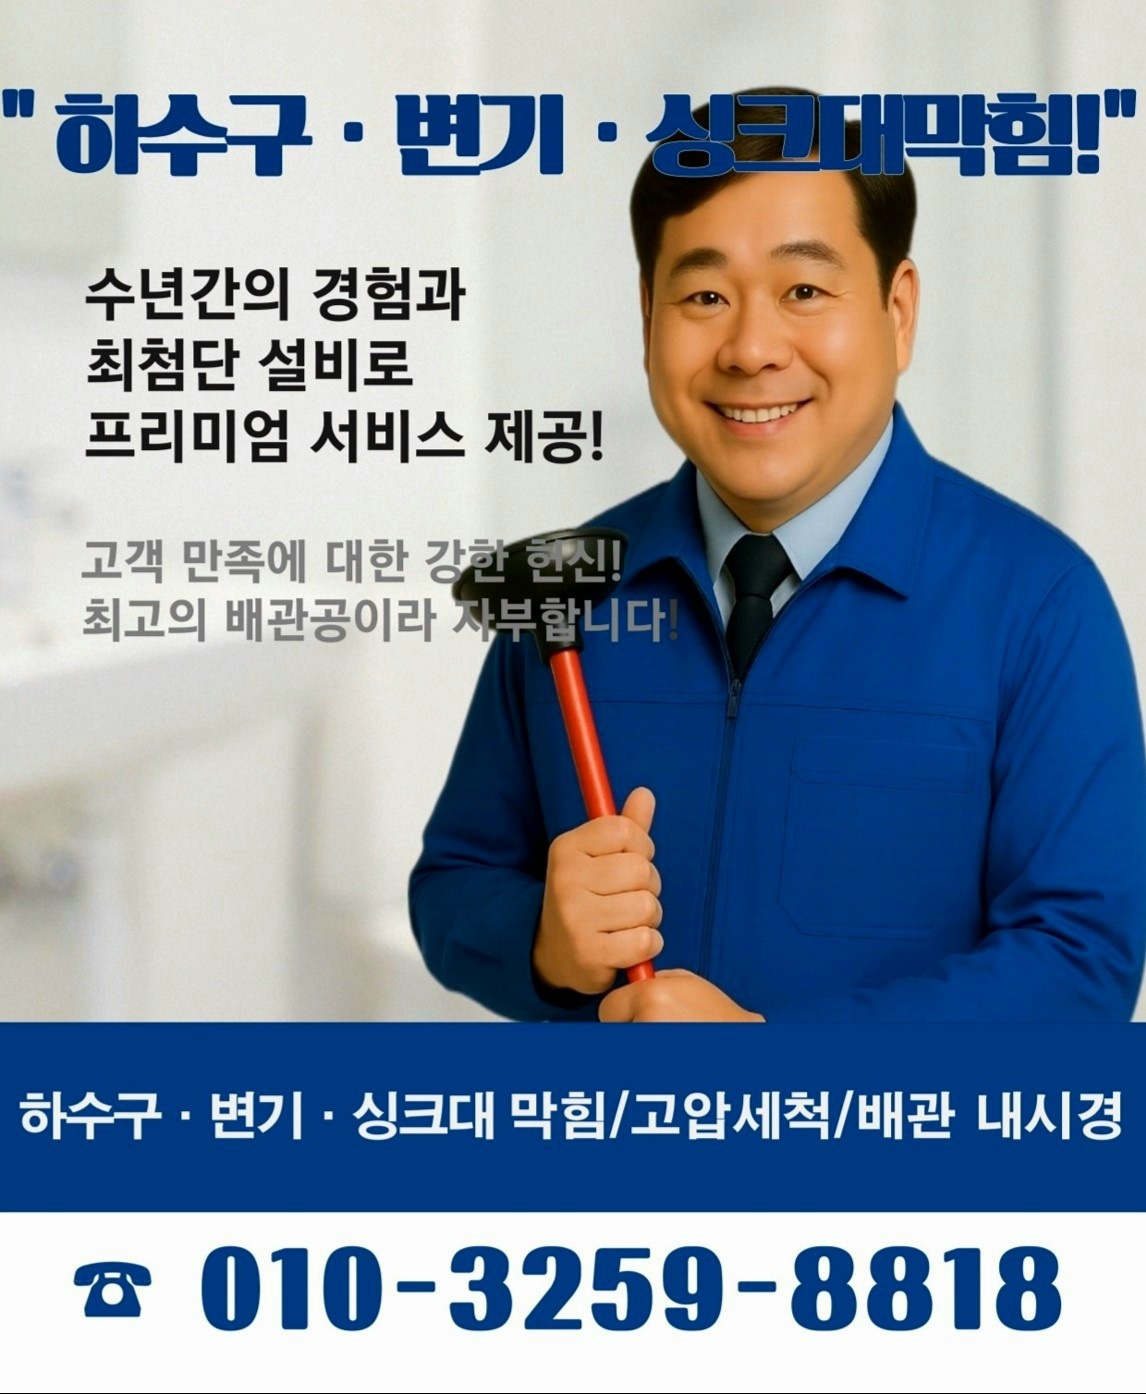 "하수구 · 변기 · 싱크대막힘!"
수년간의 경험과
최첨단 설비로
프리미엄 서비스 제공!
고객 만족에 대한 강한 헌신!
최고의 배관공이라 자부합니다!
하수구 · 변기 · 싱크대 막힘/고압세척/배관 내시경
☎ 010-3259-8818